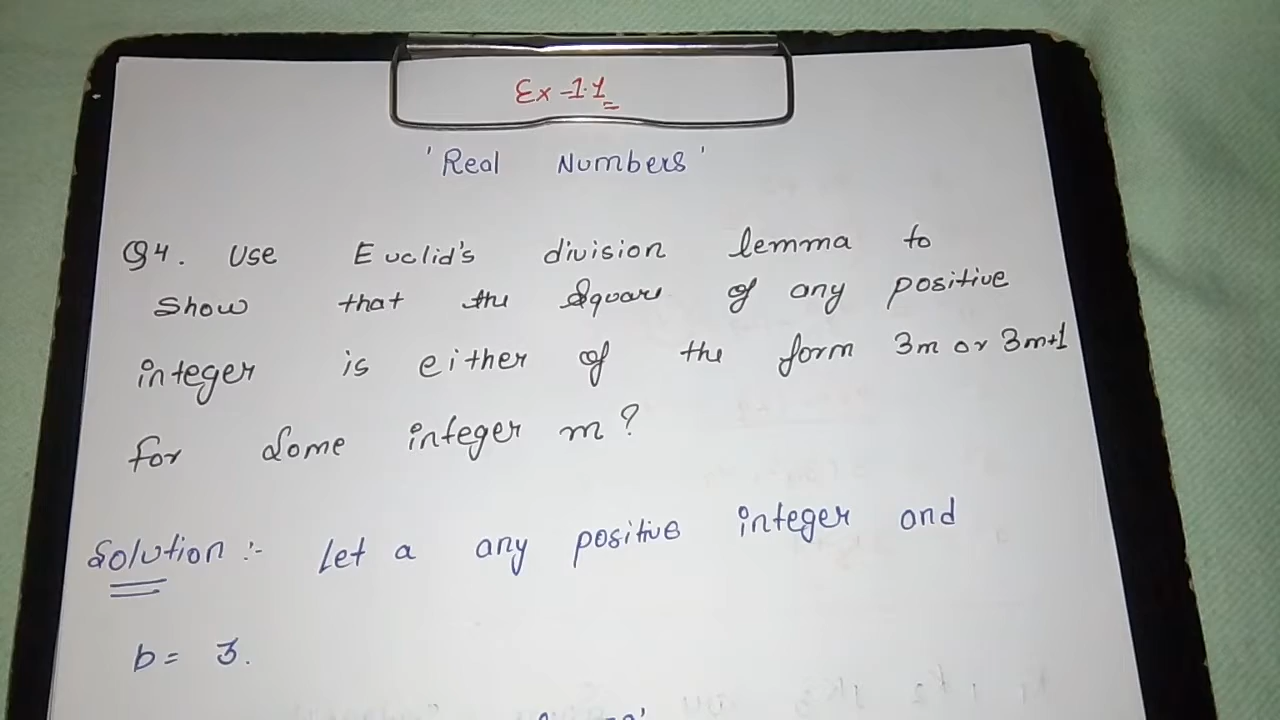 Ex-1.1
'Real Numbers'
Q4. Use Euclid's division lemma to
show that the square of any positive
integer is either of the form 3m or 3m+1
for some integer m?
Solution :- Let a any positive integer and
b = 3.